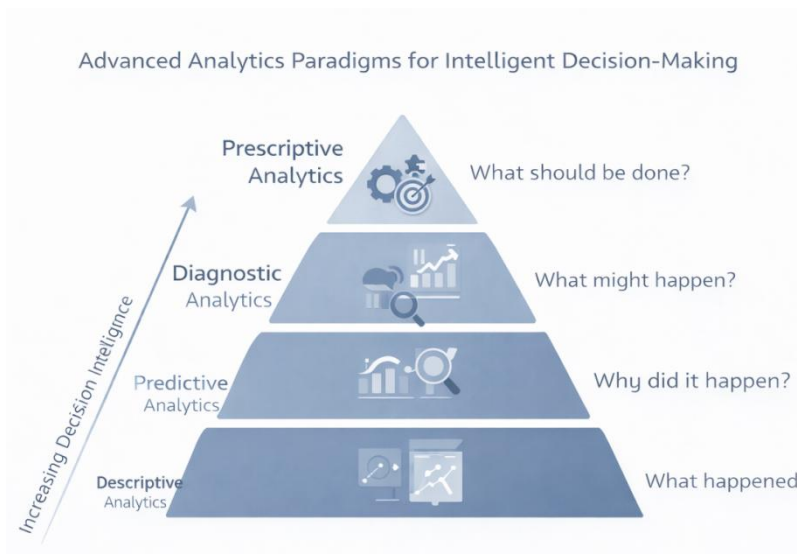 Advanced Analytics Paradigms for Intelligent Decision-Making
Prescriptive
Analytics
What should be done?
Diagnostic
Analytics
What might happen?
Predictive
Analytics
Why did it happen?
Descriptive
Analytics
What happened
Increasing Decision Intelligence